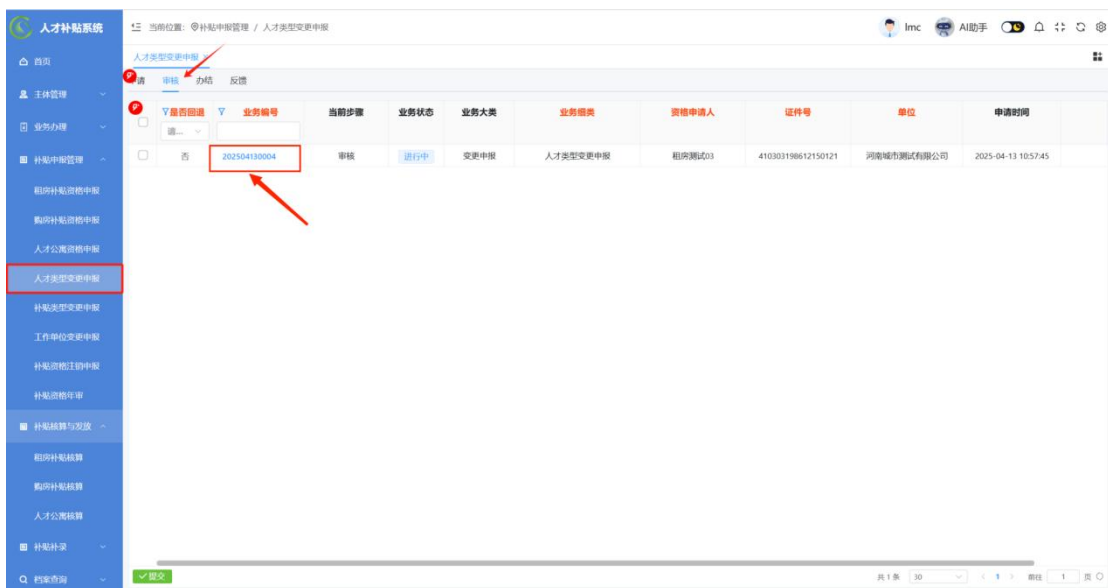 人才补贴系统
当前位置: 补贴申报管理 / 人才类型变更申报
lmc AI助手
首页
主体管理
业务办理
补贴申报管理
租房补贴资格申报
购房补贴资格申报
人才公寓资格申报
人才类型变更申报
补贴类型变更申报
工作单位变更申报
补贴资格注销申报
补贴资格年审
补贴核算与发放
租房补贴核算
购房补贴核算
人才公寓核算
补贴补录
档案查询
人才类型变更申报
请 审核 办结 反馈
是否回退 业务编号 当前步骤 业务状态 业务大类 业务细类 资格申请人 证件号 单位 申请时间
请...
否 202504130004 审核 进行中 变更申报 人才类型变更申报 租房测试03 410303198612150121 河南城市测试有限公司 2025-04-13 10:57:45
提交
共 1 条 30 1 前往 1 页